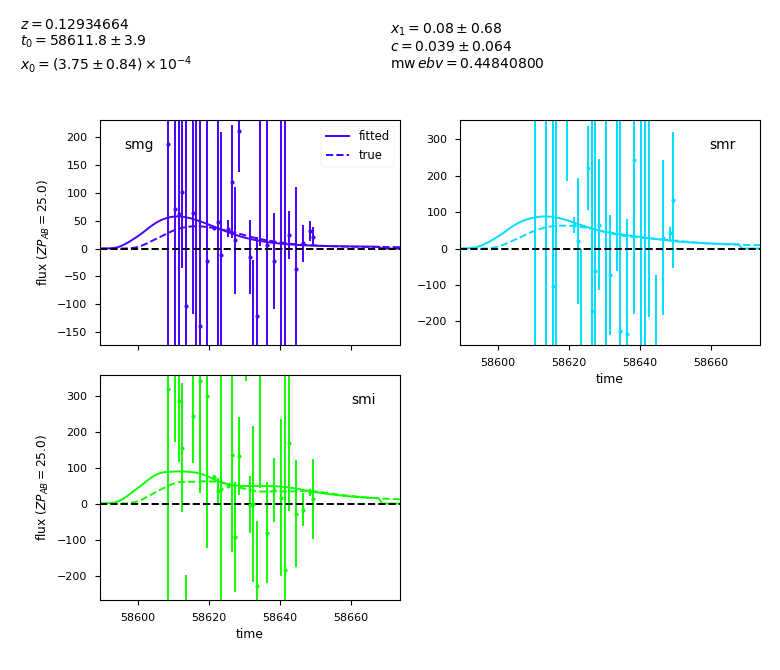 z = 0.12934664
t₀ = 58611.8 ± 3.9
x₀ = (3.75 ± 0.84) × 10⁻⁴
x₁ = 0.08 ± 0.68
c = 0.039 ± 0.064
mw ebv = 0.44840800
smg
fitted
true
200
150
100
50
0
−50
−100
−150
flux (ZP_AB = 25.0)
smr
300
200
100
0
−100
−200
58600
58620
58640
58660
time
smi
300
200
100
0
−100
−200
flux (ZP_AB = 25.0)
58600
58620
58640
58660
time